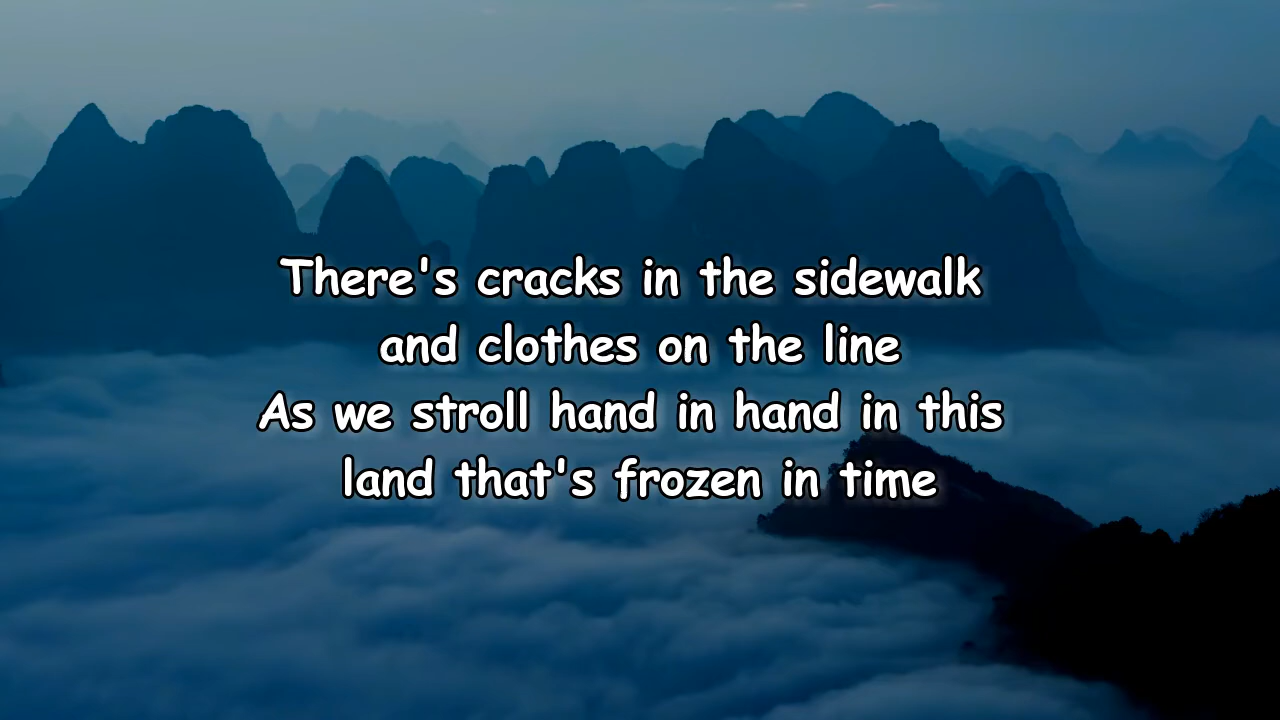 There's cracks in the sidewalk
and clothes on the line
As we stroll hand in hand in this
land that's frozen in time